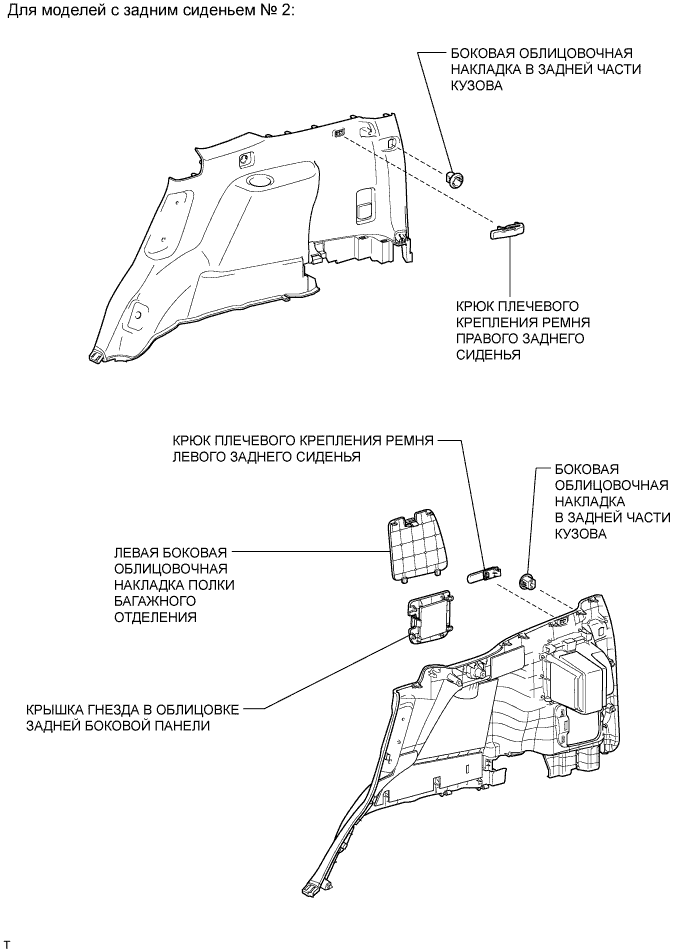 Для моделей с задним сиденьем № 2:
БОКОВАЯ ОБЛИЦОВОЧНАЯ
НАКЛАДКА В ЗАДНЕЙ ЧАСТИ
КУЗОВА
КРЮК ПЛЕЧЕВОГО
КРЕПЛЕНИЯ РЕМНЯ
ПРАВОГО ЗАДНЕГО
СИДЕНЬЯ
КРЮК ПЛЕЧЕВОГО КРЕПЛЕНИЯ РЕМНЯ
ЛЕВОГО ЗАДНЕГО СИДЕНЬЯ
БОКОВАЯ
ОБЛИЦОВОЧНАЯ
НАКЛАДКА
В ЗАДНЕЙ ЧАСТИ
КУЗОВА
ЛЕВАЯ БОКОВАЯ
ОБЛИЦОВОЧНАЯ
НАКЛАДКА ПОЛКИ
БАГАЖНОГО
ОТДЕЛЕНИЯ
КРЫШКА ГНЕЗДА В ОБЛИЦОВКЕ
ЗАДНЕЙ БОКОВОЙ ПАНЕЛИ
T